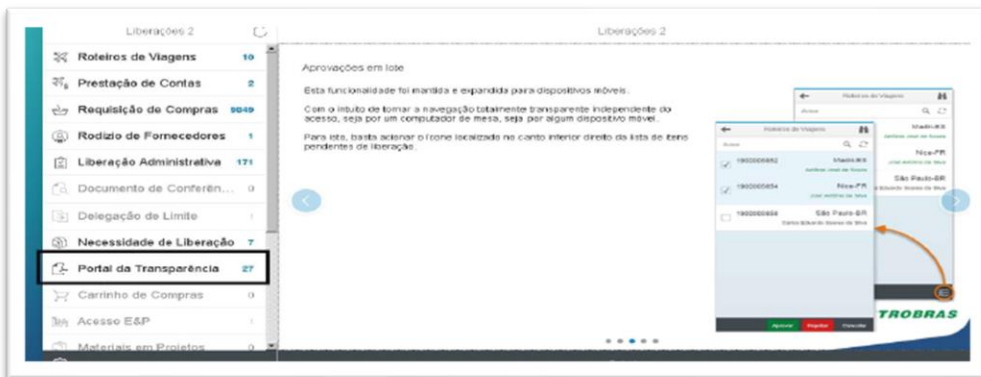 Liberações 2
Liberações 2
Roteiros de Viagens 10
Prestação de Contas 2
Requisição de Compras 9849
Rodízio de Fornecedores 1
Liberação Administrativa 171
Documento de Conferên... 0
Delegação de Limite
Necessidade de Liberação 7
Portal da Transparência 27
Carrinho de Compras 0
Acesso E&P
Materiais em Projetos 0
Aprovações em lote
Esta funcionalidade foi mantida e expandida para dispositivos móveis.
Com o intuito de tornar a navegação totalmente transparente independente do
acesso, seja por um computador de mesa, seja por algum dispositivo móvel.
Para isto, basta acionar o ícone localizado no canto inferior direito da lista de itens
pendentes de liberação.
Roteiros de Viagens
Madri-ES
Nice-FR
São Paulo-BR
Roteiros de Viagens
Madri-ES
Nice-FR
São Paulo-BR
Aprovar Rejeitar Cancelar
TROBRAS